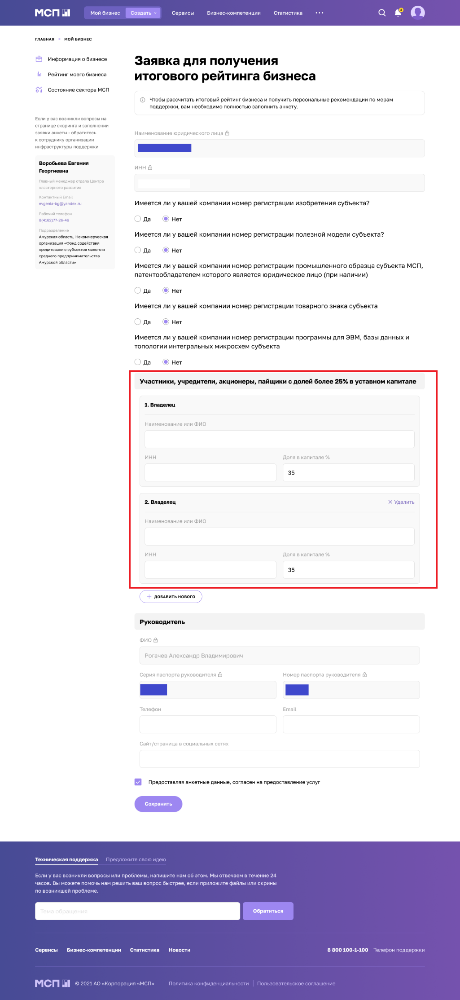 МСП
Мой бизнес Создать Сервисы Бизнес-компетенции Статистика ··· 2
ГЛАВНАЯ • МОЙ БИЗНЕС
Информация о бизнесе
Рейтинг моего бизнеса
Состояние сектора МСП
Если у вас возникли вопросы на
странице скоринга и заполнении
заявки анкеты - обратитесь
к сотруднику организации
инфраструктуры поддержки
Воробьева Евгения
Георгиевна
Главный менеджер отдела Центра
кластерного развития
Контактный Email
evgenia-bg@yandex.ru
Рабочий телефон
8(4162)77-26-46
Подразделение
Амурская область, Некоммерческая
организация «Фонд содействия
кредитованию субъектов малого и
среднего предпринимательства
Амурской области»
Заявка для получения
итогового рейтинга бизнеса
Чтобы рассчитать итоговый рейтинг бизнеса и получить персональные рекомендации по мерам
поддержки, вам необходимо полностью заполнить анкету.
Наименование юридического лица
ИНН
Имеется ли у вашей компании номер регистрации изобретения субъекта?
Да Нет
Имеется ли у вашей компании номер регистрации полезной модели субъекта?
Да Нет
Имеется ли у вашей компании номер регистрации промышленного образца субъекта МСП,
патентообладателем которого является юридическое лицо (при наличии)
Да Нет
Имеется ли у вашей компании номер регистрации товарного знака субъекта
Да Нет
Имеется ли у вашей компании номер регистрации программы для ЭВМ, базы данных и
топологии интегральных микросхем субъекта
Да Нет
Участники, учредители, акционеры, пайщики с долей более 25% в уставном капитале
1. Владелец
Наименование или ФИО
ИНН Доля в капитале %
35
2. Владелец × Удалить
Наименование или ФИО
ИНН Доля в капитале %
35
+ ДОБАВИТЬ НОВОГО
Руководитель
ФИО
Рогачев Александр Владимирович
Серия паспорта руководителя Номер паспорта руководителя
Телефон Email
Сайт/страница в социальных сетях
Предоставляя анкетные данные, согласен на предоставление услуг
Сохранить
Техническая поддержка Предложите свою идею
Если у вас возникли вопросы или проблемы, напишите нам об этом. Мы отвечаем в течение 24
часов. Вы можете помочь нам решить ваш вопрос быстрее, если приложите файлы или скрины
по возникшей проблеме.
Тема обращения Обратиться
Сервисы Бизнес-компетенции Статистика Новости 8 800 100-1-100 Телефон поддержки
МСП © 2021 АО «Корпорация «МСП» Политика конфиденциальности | Пользовательское соглашение